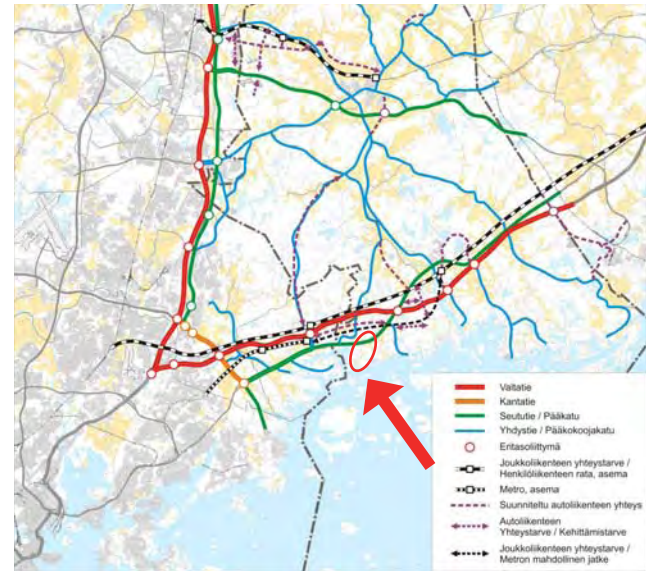 Valtatie
Kantatie
Seututie / Pääkatu
Yhdystie / Pääkokoojakatu
Eritasoliittymä
Joukkoliikenteen yhteystarve /
Henkilöliikenteen rata, asema
Metro, asema
Suunniteltu autoliikenteen yhteys
Autoliikenteen
Yhteystarve / Kehittämistarve
Joukkoliikenteen yhteystarve /
Metron mahdollinen jatke